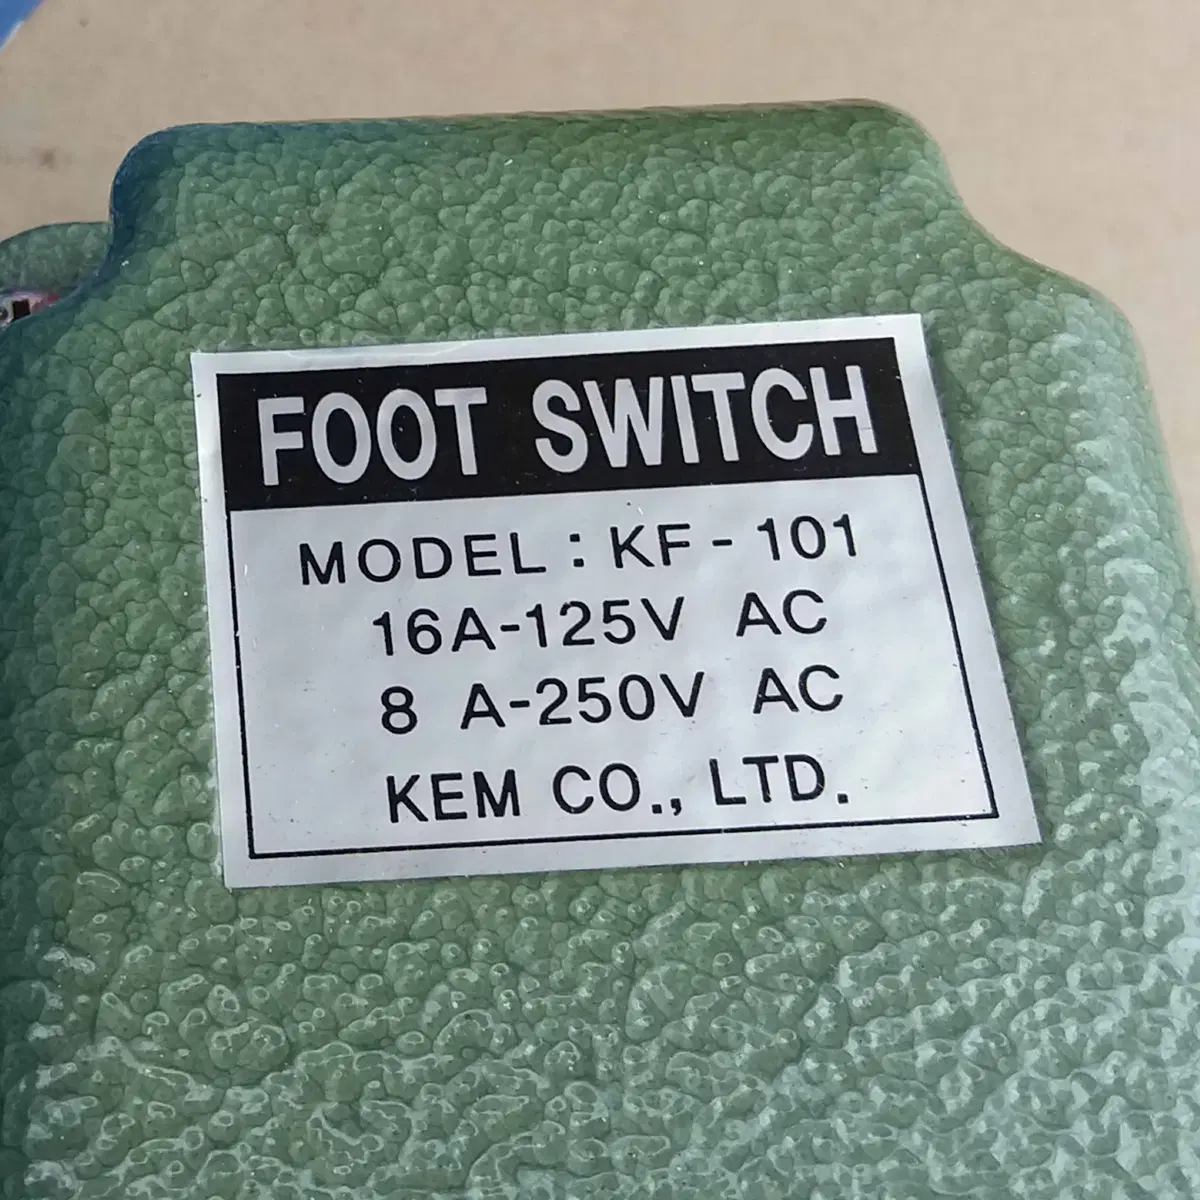 FOOT SWITCH
MODEL : KF - 101
16A-125V AC
8 A-250V AC
KEM CO., LTD.